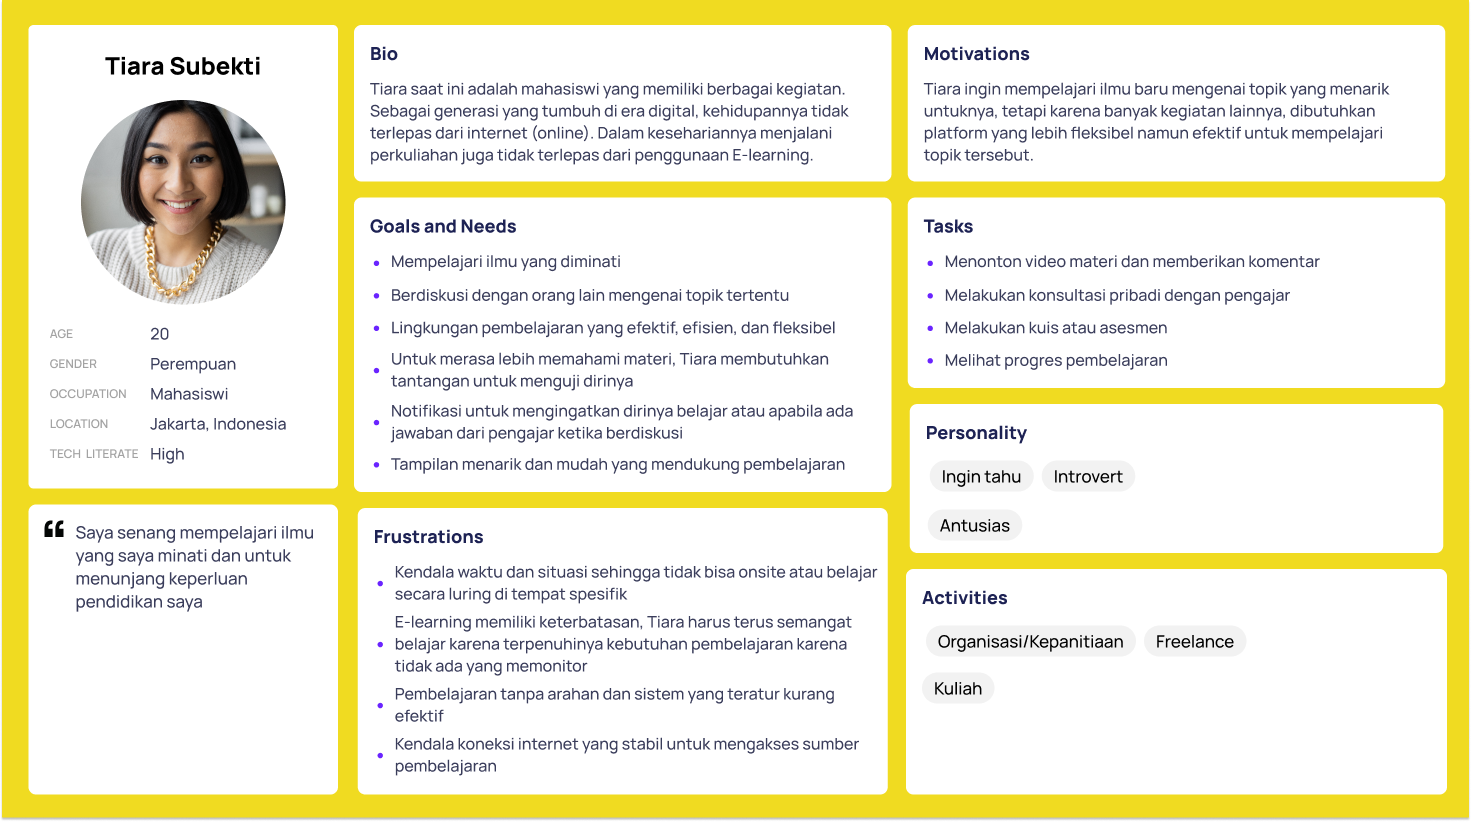 Tiara Subekti
AGE 20
GENDER Perempuan
OCCUPATION Mahasiswi
LOCATION Jakarta, Indonesia
TECH LITERATE High
“
Saya senang mempelajari ilmu
yang saya minati dan untuk
menunjang keperluan
pendidikan saya
Bio
Tiara saat ini adalah mahasiswi yang memiliki berbagai kegiatan.
Sebagai generasi yang tumbuh di era digital, kehidupannya tidak
terlepas dari internet (online). Dalam kesehariannya menjalani
perkuliahan juga tidak terlepas dari penggunaan E-learning.
Goals and Needs
• Mempelajari ilmu yang diminati
• Berdiskusi dengan orang lain mengenai topik tertentu
• Lingkungan pembelajaran yang efektif, efisien, dan fleksibel
• Untuk merasa lebih memahami materi, Tiara membutuhkan
tantangan untuk menguji dirinya
• Notifikasi untuk mengingatkan dirinya belajar atau apabila ada
jawaban dari pengajar ketika berdiskusi
• Tampilan menarik dan mudah yang mendukung pembelajaran
Frustrations
• Kendala waktu dan situasi sehingga tidak bisa onsite atau belajar
secara luring di tempat spesifik
• E-learning memiliki keterbatasan, Tiara harus terus semangat
belajar karena terpenuhinya kebutuhan pembelajaran karena
tidak ada yang memonitor
• Pembelajaran tanpa arahan dan sistem yang teratur kurang
efektif
• Kendala koneksi internet yang stabil untuk mengakses sumber
pembelajaran
Motivations
Tiara ingin mempelajari ilmu baru mengenai topik yang menarik
untuknya, tetapi karena banyak kegiatan lainnya, dibutuhkan
platform yang lebih fleksibel namun efektif untuk mempelajari
topik tersebut.
Tasks
• Menonton video materi dan memberikan komentar
• Melakukan konsultasi pribadi dengan pengajar
• Melakukan kuis atau asesmen
• Melihat progres pembelajaran
Personality
Ingin tahu Introvert
Antusias
Activities
Organisasi/Kepanitiaan Freelance
Kuliah